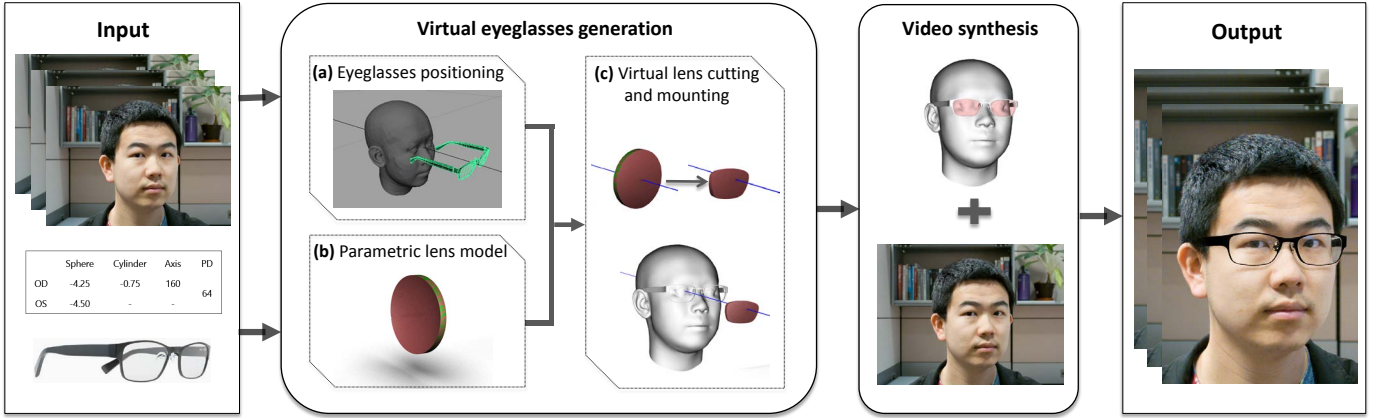 Input
Sphere Cylinder Axis PD
OD -4.25 -0.75 160
64
OS -4.50 - -
Virtual eyeglasses generation
(a) Eyeglasses positioning
(b) Parametric lens model
(c) Virtual lens cutting
and mounting
Video synthesis
Output